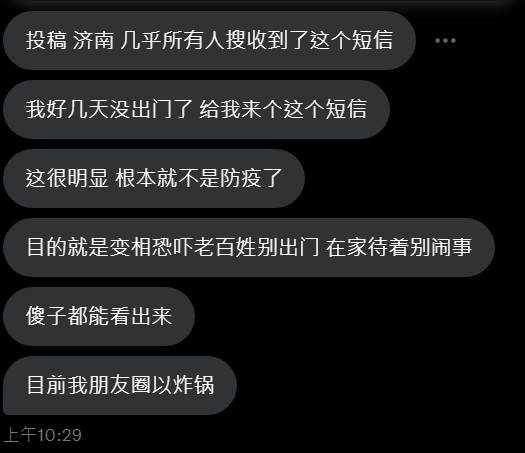 投稿 济南 几乎所有人搜收到了这个短信
我好几天没出门了 给我来个这个短信
这很明显 根本就不是防疫了
目的就是变相恐吓老百姓别出门 在家待着别闹事
傻子都能看出来
目前我朋友圈以炸锅
上午10:29